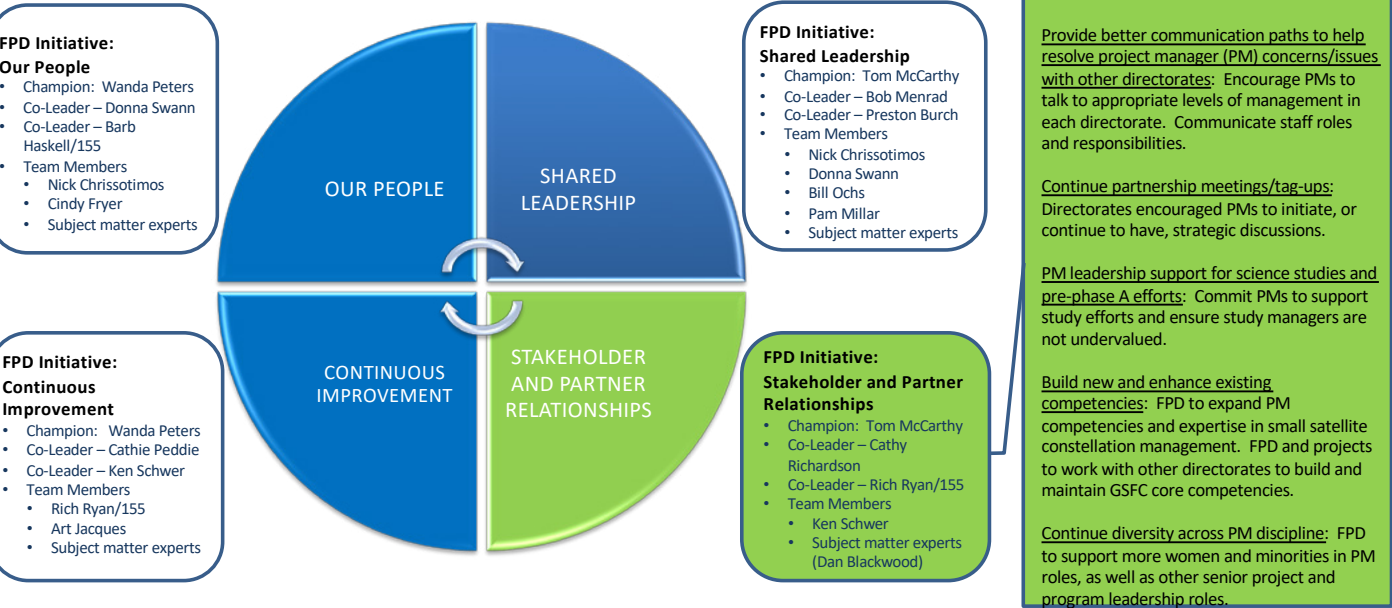 FPD Initiative:
Our People
• Champion: Wanda Peters
• Co-Leader – Donna Swann
• Co-Leader – Barb
Haskell/155
• Team Members
• Nick Chrissotimos
• Cindy Fryer
• Subject matter experts
OUR PEOPLE
SHARED
LEADERSHIP
FPD Initiative:
Shared Leadership
• Champion: Tom McCarthy
• Co-Leader – Bob Menrad
• Co-Leader – Preston Burch
• Team Members
• Nick Chrissotimos
• Donna Swann
• Bill Ochs
• Pam Millar
• Subject matter experts
FPD Initiative:
Continuous
Improvement
• Champion: Wanda Peters
• Co-Leader – Cathie Peddie
• Co-Leader – Ken Schwer
• Team Members
• Rich Ryan/155
• Art Jacques
• Subject matter experts
CONTINUOUS
IMPROVEMENT
STAKEHOLDER
AND PARTNER
RELATIONSHIPS
FPD Initiative:
Stakeholder and Partner
Relationships
• Champion: Tom McCarthy
• Co-Leader – Cathy
Richardson
• Co-Leader – Rich Ryan/155
• Team Members
• Ken Schwer
• Subject matter experts
(Dan Blackwood)
Provide better communication paths to help
resolve project manager (PM) concerns/issues
with other directorates: Encourage PMs to
talk to appropriate levels of management in
each directorate. Communicate staff roles
and responsibilities.
Continue partnership meetings/tag-ups:
Directorates encouraged PMs to initiate, or
continue to have, strategic discussions.
PM leadership support for science studies and
pre-phase A efforts: Commit PMs to support
study efforts and ensure study managers are
not undervalued.
Build new and enhance existing
competencies: FPD to expand PM
competencies and expertise in small satellite
constellation management. FPD and projects
to work with other directorates to build and
maintain GSFC core competencies.
Continue diversity across PM discipline: FPD
to support more women and minorities in PM
roles, as well as other senior project and
program leadership roles.